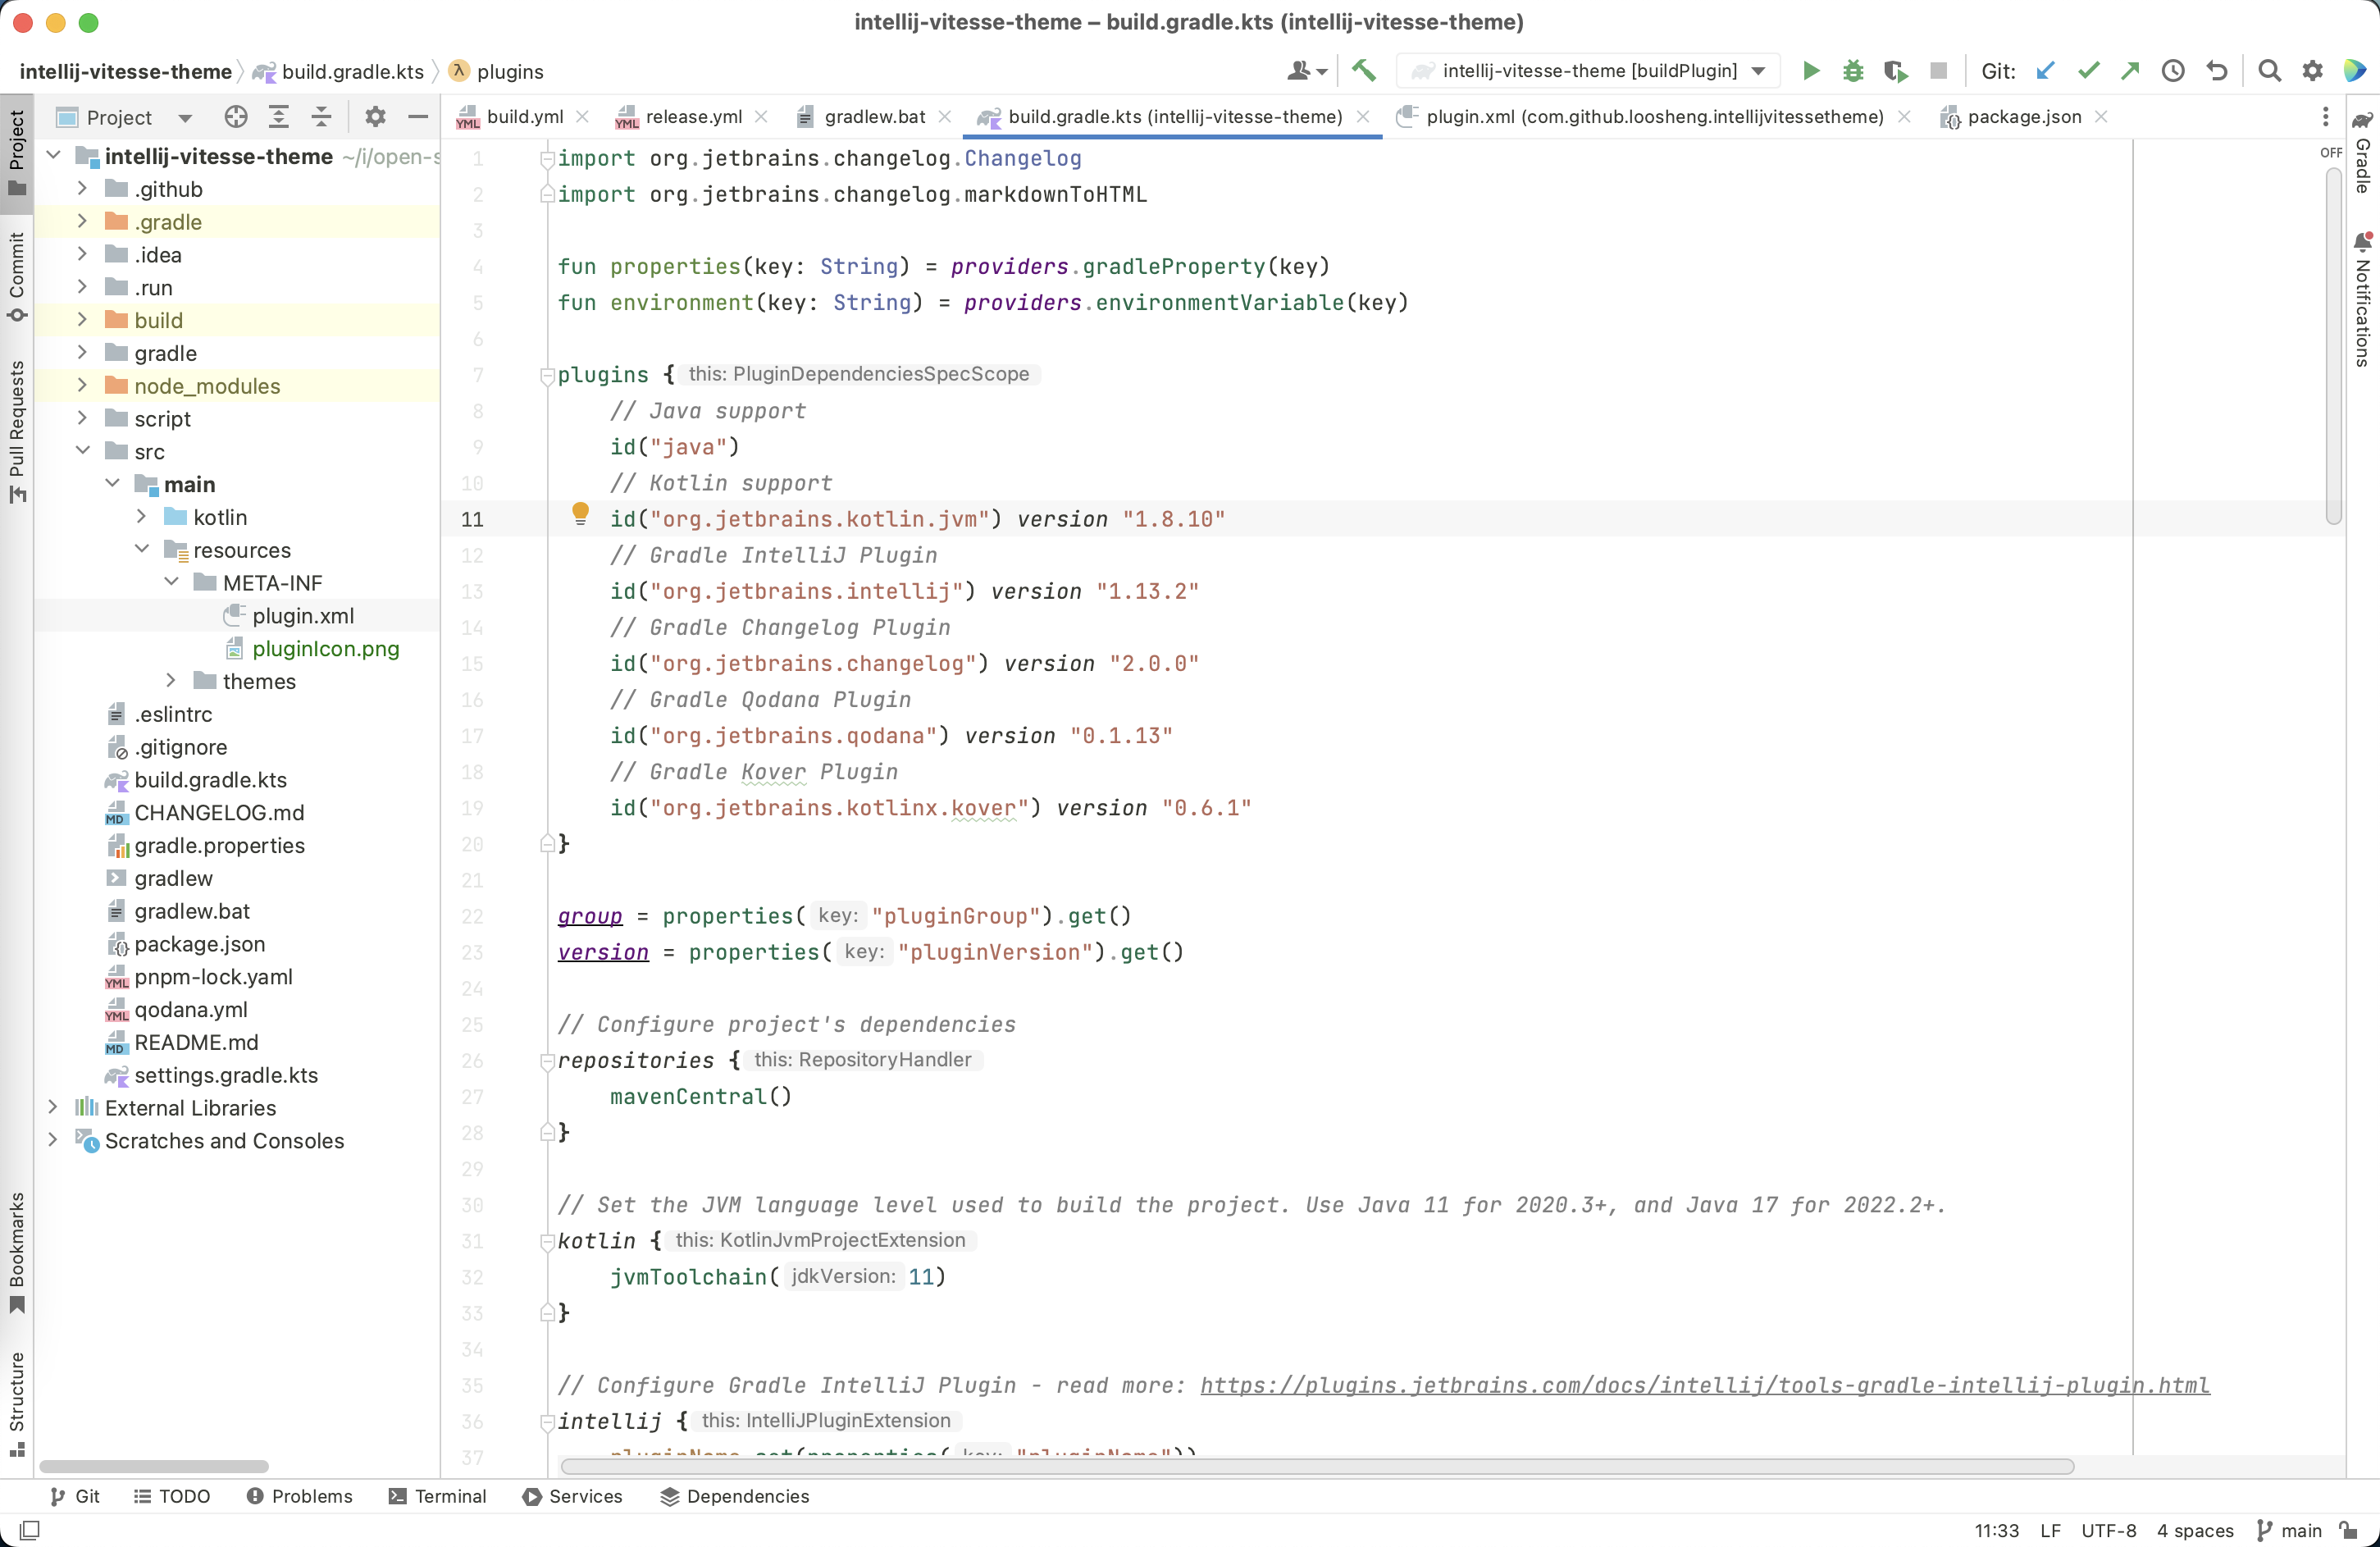 intellij-vitesse-theme – build.gradle.kts (intellij-vitesse-theme)
intellij-vitesse-theme build.gradle.kts λ plugins
intellij-vitesse-theme [buildPlugin] Git:
Project
build.yml release.yml gradlew.bat build.gradle.kts (intellij-vitesse-theme) plugin.xml (com.github.loosheng.intellijvitessetheme) package.json
Project
Commit
Pull Requests
Bookmarks
Structure
intellij-vitesse-theme ~/i/open-s
.github
.gradle
.idea
.run
build
gradle
node_modules
script
src
main
kotlin
resources
META-INF
plugin.xml
pluginIcon.png
themes
.eslintrc
.gitignore
build.gradle.kts
CHANGELOG.md
gradle.properties
gradlew
gradlew.bat
package.json
pnpm-lock.yaml
qodana.yml
README.md
settings.gradle.kts
External Libraries
Scratches and Consoles
1 import org.jetbrains.changelog.Changelog
2 import org.jetbrains.changelog.markdownToHTML
3
4 fun properties(key: String) = providers.gradleProperty(key)
5 fun environment(key: String) = providers.environmentVariable(key)
6
7 plugins { this: PluginDependenciesSpecScope
8 // Java support
9 id("java")
10 // Kotlin support
11 id("org.jetbrains.kotlin.jvm") version "1.8.10"
12 // Gradle IntelliJ Plugin
13 id("org.jetbrains.intellij") version "1.13.2"
14 // Gradle Changelog Plugin
15 id("org.jetbrains.changelog") version "2.0.0"
16 // Gradle Qodana Plugin
17 id("org.jetbrains.qodana") version "0.1.13"
18 // Gradle Kover Plugin
19 id("org.jetbrains.kotlinx.kover") version "0.6.1"
20 }
21
22 group = properties( key: "pluginGroup").get()
23 version = properties( key: "pluginVersion").get()
24
25 // Configure project's dependencies
26 repositories { this: RepositoryHandler
27 mavenCentral()
28 }
29
30 // Set the JVM language level used to build the project. Use Java 11 for 2020.3+, and Java 17 for 2022.2+.
31 kotlin { this: KotlinJvmProjectExtension
32 jvmToolchain( jdkVersion: 11)
33 }
34
35 // Configure Gradle IntelliJ Plugin - read more: https://plugins.jetbrains.com/docs/intellij/tools-gradle-intellij-plugin.html
36 intellij { this: IntelliJPluginExtension
37 pluginName.set(properties( key: "pluginName"))
OFF
Gradle
Notifications
Git TODO Problems Terminal Services Dependencies
11:33 LF UTF-8 4 spaces main